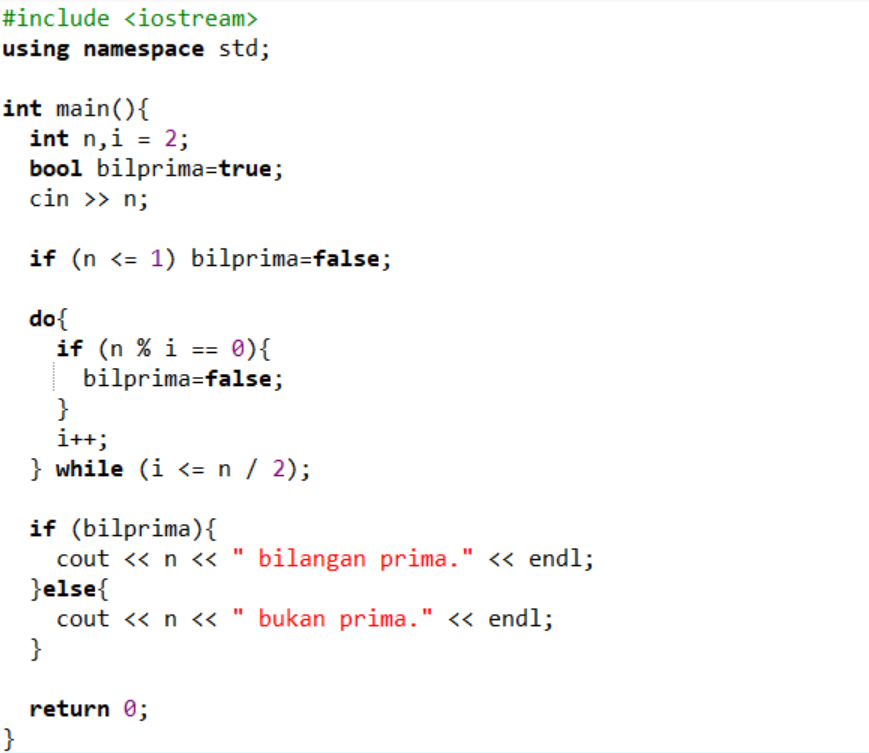 #include <iostream>
using namespace std;
int main(){
int n,i = 2;
bool bilprima=true;
cin >> n;
if (n <= 1) bilprima=false;
do{
if (n % i == 0){
bilprima=false;
}
i++;
} while (i <= n / 2);
if (bilprima){
cout << n << " bilangan prima." << endl;
}else{
cout << n << " bukan prima." << endl;
}
return 0;
}